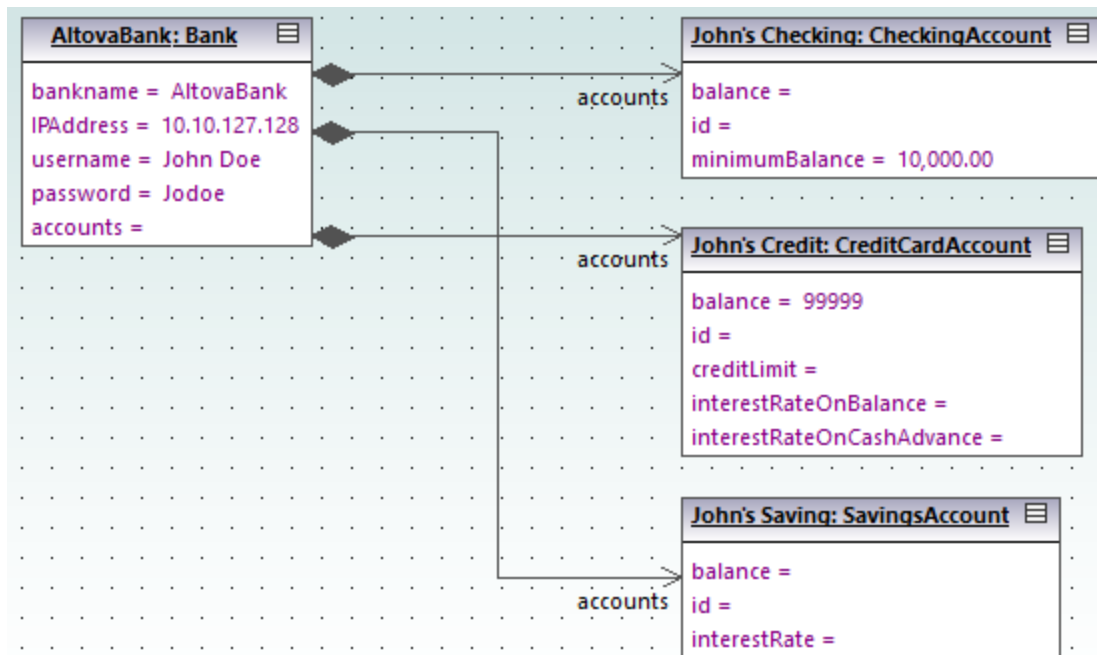 AltovaBank: Bank
bankname = AltovaBank
IPAddress = 10.10.127.128
username = John Doe
password = Jodoe
accounts =
accounts
John's Checking: CheckingAccount
balance =
id =
minimumBalance = 10,000.00
accounts
John's Credit: CreditCardAccount
balance = 99999
id =
creditLimit =
interestRateOnBalance =
interestRateOnCashAdvance =
accounts
John's Saving: SavingsAccount
balance =
id =
interestRate =